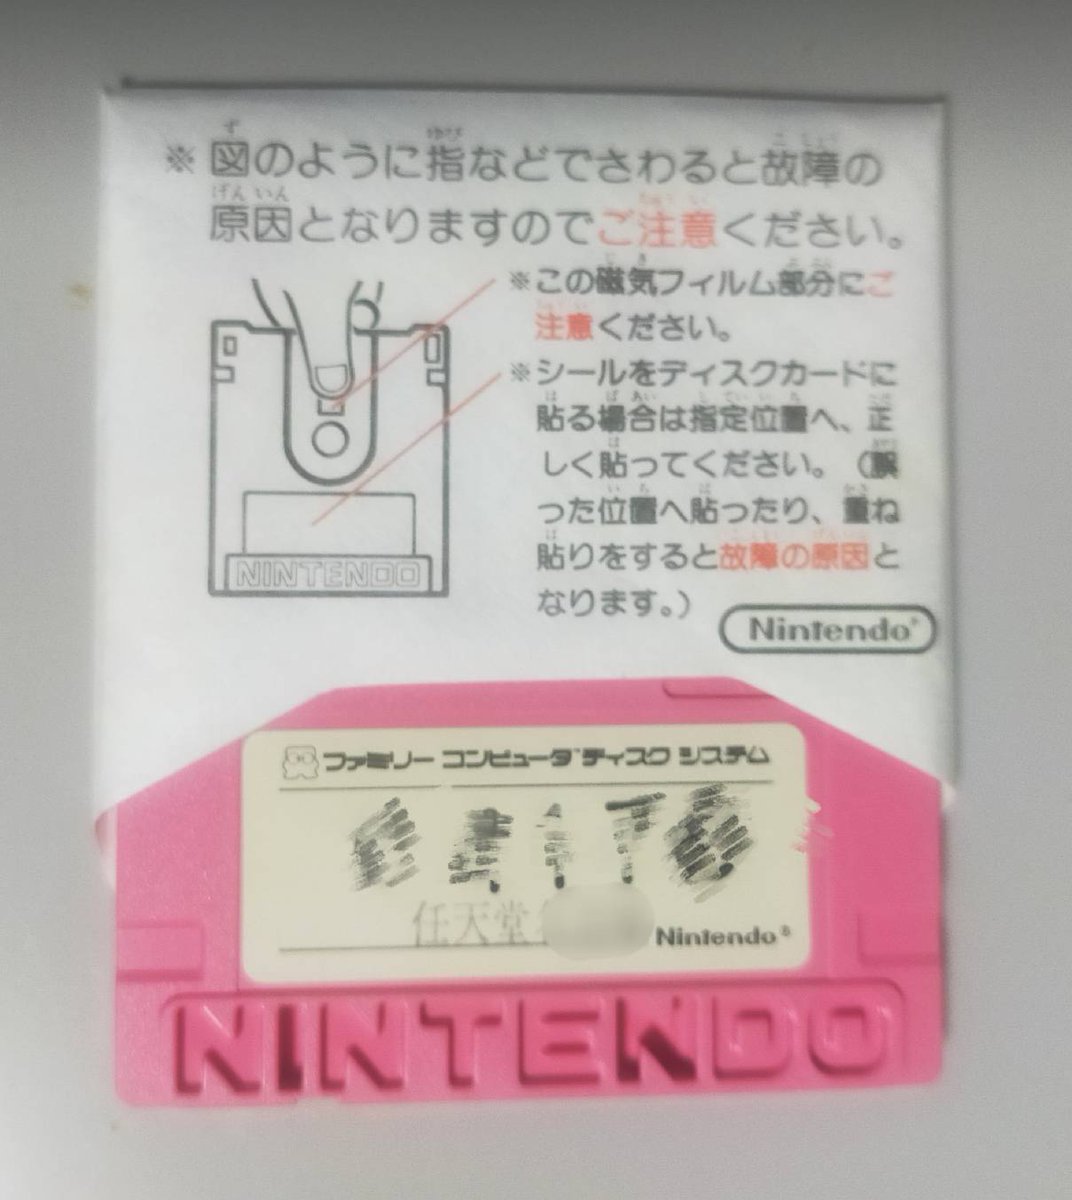 ※ 図のように指などでさわると故障の
原因となりますのでご注意ください。
※この磁気フィルム部分にご
注意ください。
※シールをディスクカードに
貼る場合は指定位置へ、正
しく貼ってください。(誤
った位置へ貼ったり、重ね
貼りをすると故障の原因と
なります。)
NINTENDO
Nintendo®
ファミリー コンピュータ ディスク システム
任天堂
Nintendo®
NINTENDO